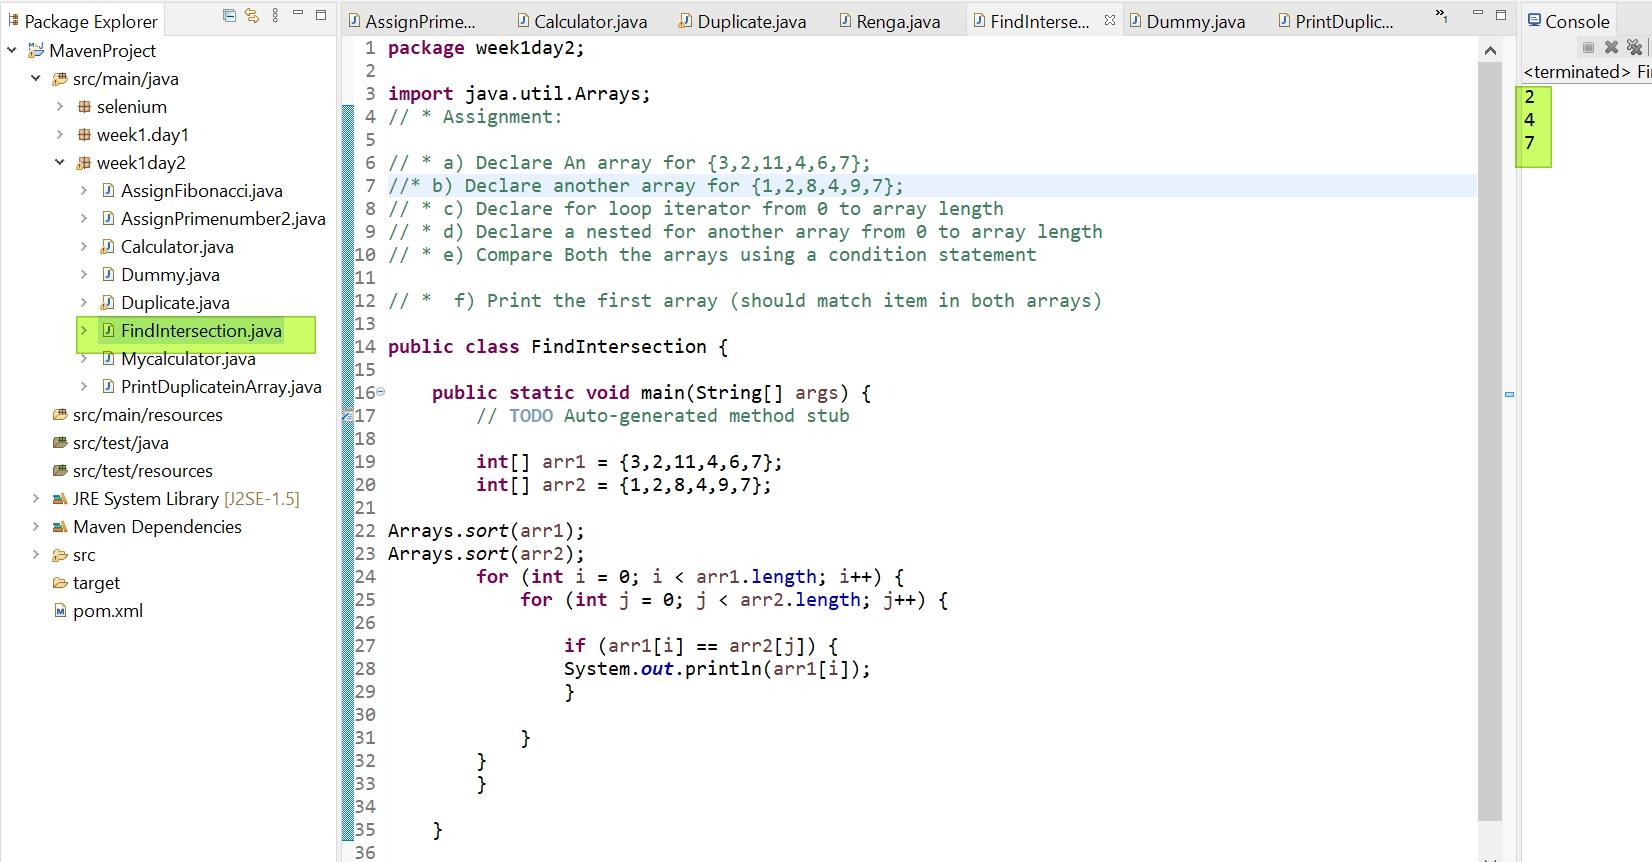 Package Explorer
MavenProject
src/main/java
selenium
week1.day1
week1day2
AssignFibonacci.java
AssignPrimenumber2.java
Calculator.java
Dummy.java
Duplicate.java
FindIntersection.java
Mycalculator.java
PrintDuplicateinArray.java
src/main/resources
src/test/java
src/test/resources
JRE System Library [J2SE-1.5]
Maven Dependencies
src
target
pom.xml
AssignPrime... Calculator.java Duplicate.java Renga.java FindInterse... Dummy.java PrintDuplic... »1
1 package week1day2;
2
3 import java.util.Arrays;
4 // * Assignment:
5
6 // * a) Declare An array for {3,2,11,4,6,7};
7 //* b) Declare another array for {1,2,8,4,9,7};
8 // * c) Declare for loop iterator from 0 to array length
9 // * d) Declare a nested for another array from 0 to array length
10 // * e) Compare Both the arrays using a condition statement
11
12 // *  f) Print the first array (should match item in both arrays)
13
14 public class FindIntersection {
15
16     public static void main(String[] args) {
17         // TODO Auto-generated method stub
18
19         int[] arr1 = {3,2,11,4,6,7};
20         int[] arr2 = {1,2,8,4,9,7};
21
22 Arrays.sort(arr1);
23 Arrays.sort(arr2);
24         for (int i = 0; i < arr1.length; i++) {
25             for (int j = 0; j < arr2.length; j++) {
26
27                 if (arr1[i] == arr2[j]) {
28                 System.out.println(arr1[i]);
29                 }
30
31             }
32         }
33         }
34
35     }
36
Console
<terminated> Fi
2
4
7